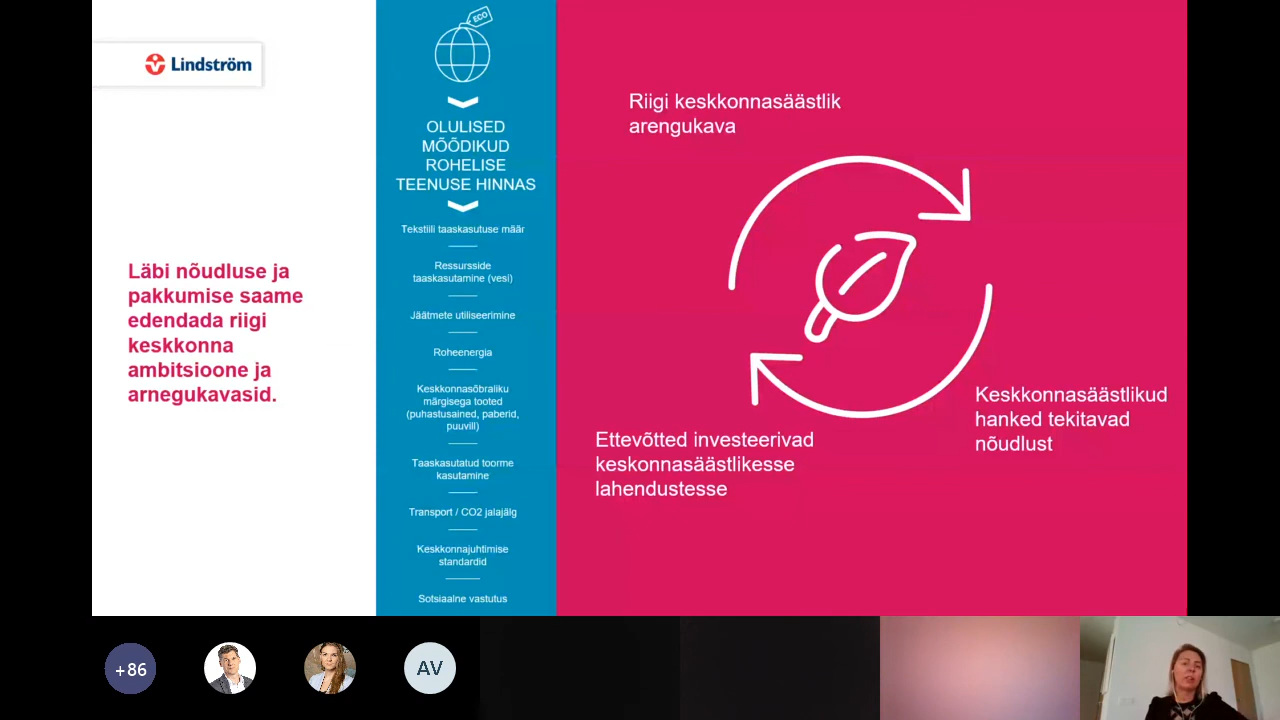 Lindström
Läbi nõudluse ja
pakkumise saame
edendada riigi
keskkonna
ambitsioone ja
arnegukavasid.
ECO
OLULISED
MÕÕDIKUD
ROHELISE
TEENUSE HINNAS
Tekstiili taaskasutuse määr
Ressursside
taaskasutamine (vesi)
Jäätmete utiliseerimine
Roheenergia
Keskkonnasõbraliku
märgisega tooted
(puhastusained, paberid,
puuvill)
Taaskasutatud toorme
kasutamine
Transport / CO2 jalajälg
Keskkonnajuhtimise
standardid
Sotsiaalne vastutus
Riigi keskkonnasäästlik
arengukava
Keskkonnasäästlikud
hanked tekitavad
nõudlust
Ettevõtted investeerivad
keskonnasäästlikesse
lahendustesse
+86
AV